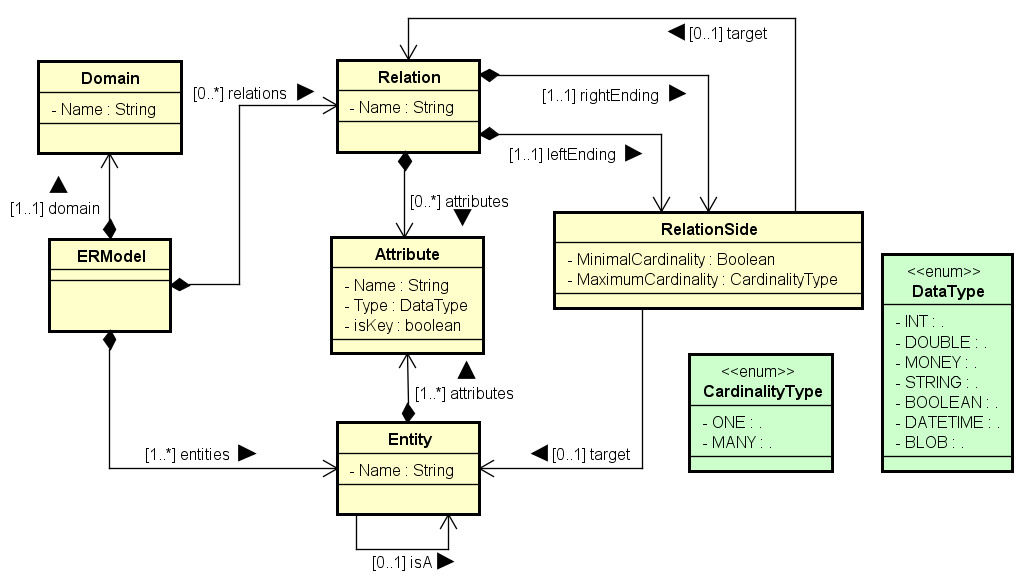 [0..1] target
Domain
- Name : String
[0..*] relations
Relation
- Name : String
[1..1] rightEnding
[1..1] leftEnding
[1..1] domain
[0..*] attributes
ERModel
Attribute
- Name : String
- Type : DataType
- isKey : boolean
RelationSide
- MinimalCardinality : Boolean
- MaximumCardinality : CardinalityType
<<enum>>
DataType
- INT : .
- DOUBLE : .
- MONEY : .
- STRING : .
- BOOLEAN : .
- DATETIME : .
- BLOB : .
<<enum>>
CardinalityType
- ONE : .
- MANY : .
[1..*] attributes
Entity
- Name : String
[1..*] entities
[0..1] target
[0..1] isA